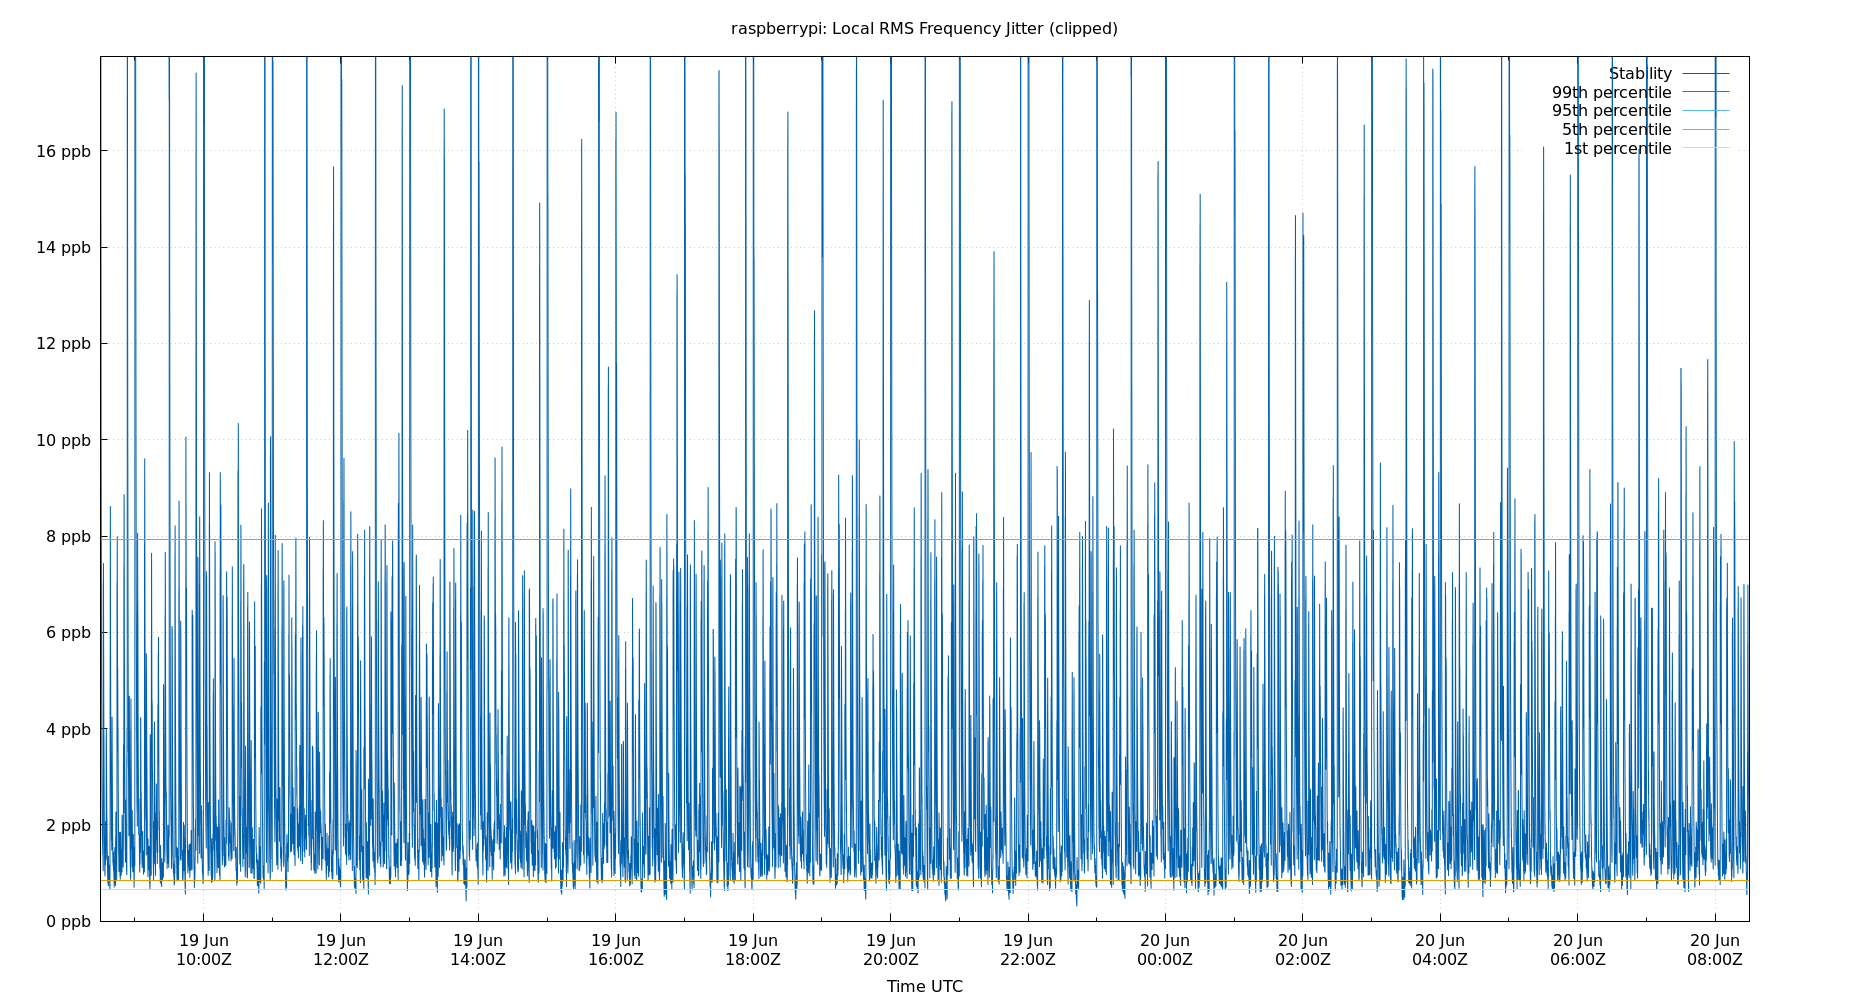 raspberrypi: Local RMS Frequency Jitter (clipped)
Stability
99th percentile
95th percentile
5th percentile
1st percentile
16 ppb
14 ppb
12 ppb
10 ppb
8 ppb
6 ppb
4 ppb
2 ppb
0 ppb
19 Jun 19 Jun 19 Jun 19 Jun 19 Jun 19 Jun 19 Jun 20 Jun 20 Jun 20 Jun 20 Jun 20 Jun
10:00Z 12:00Z 14:00Z 16:00Z 18:00Z 20:00Z 22:00Z 00:00Z 02:00Z 04:00Z 06:00Z 08:00Z
Time UTC